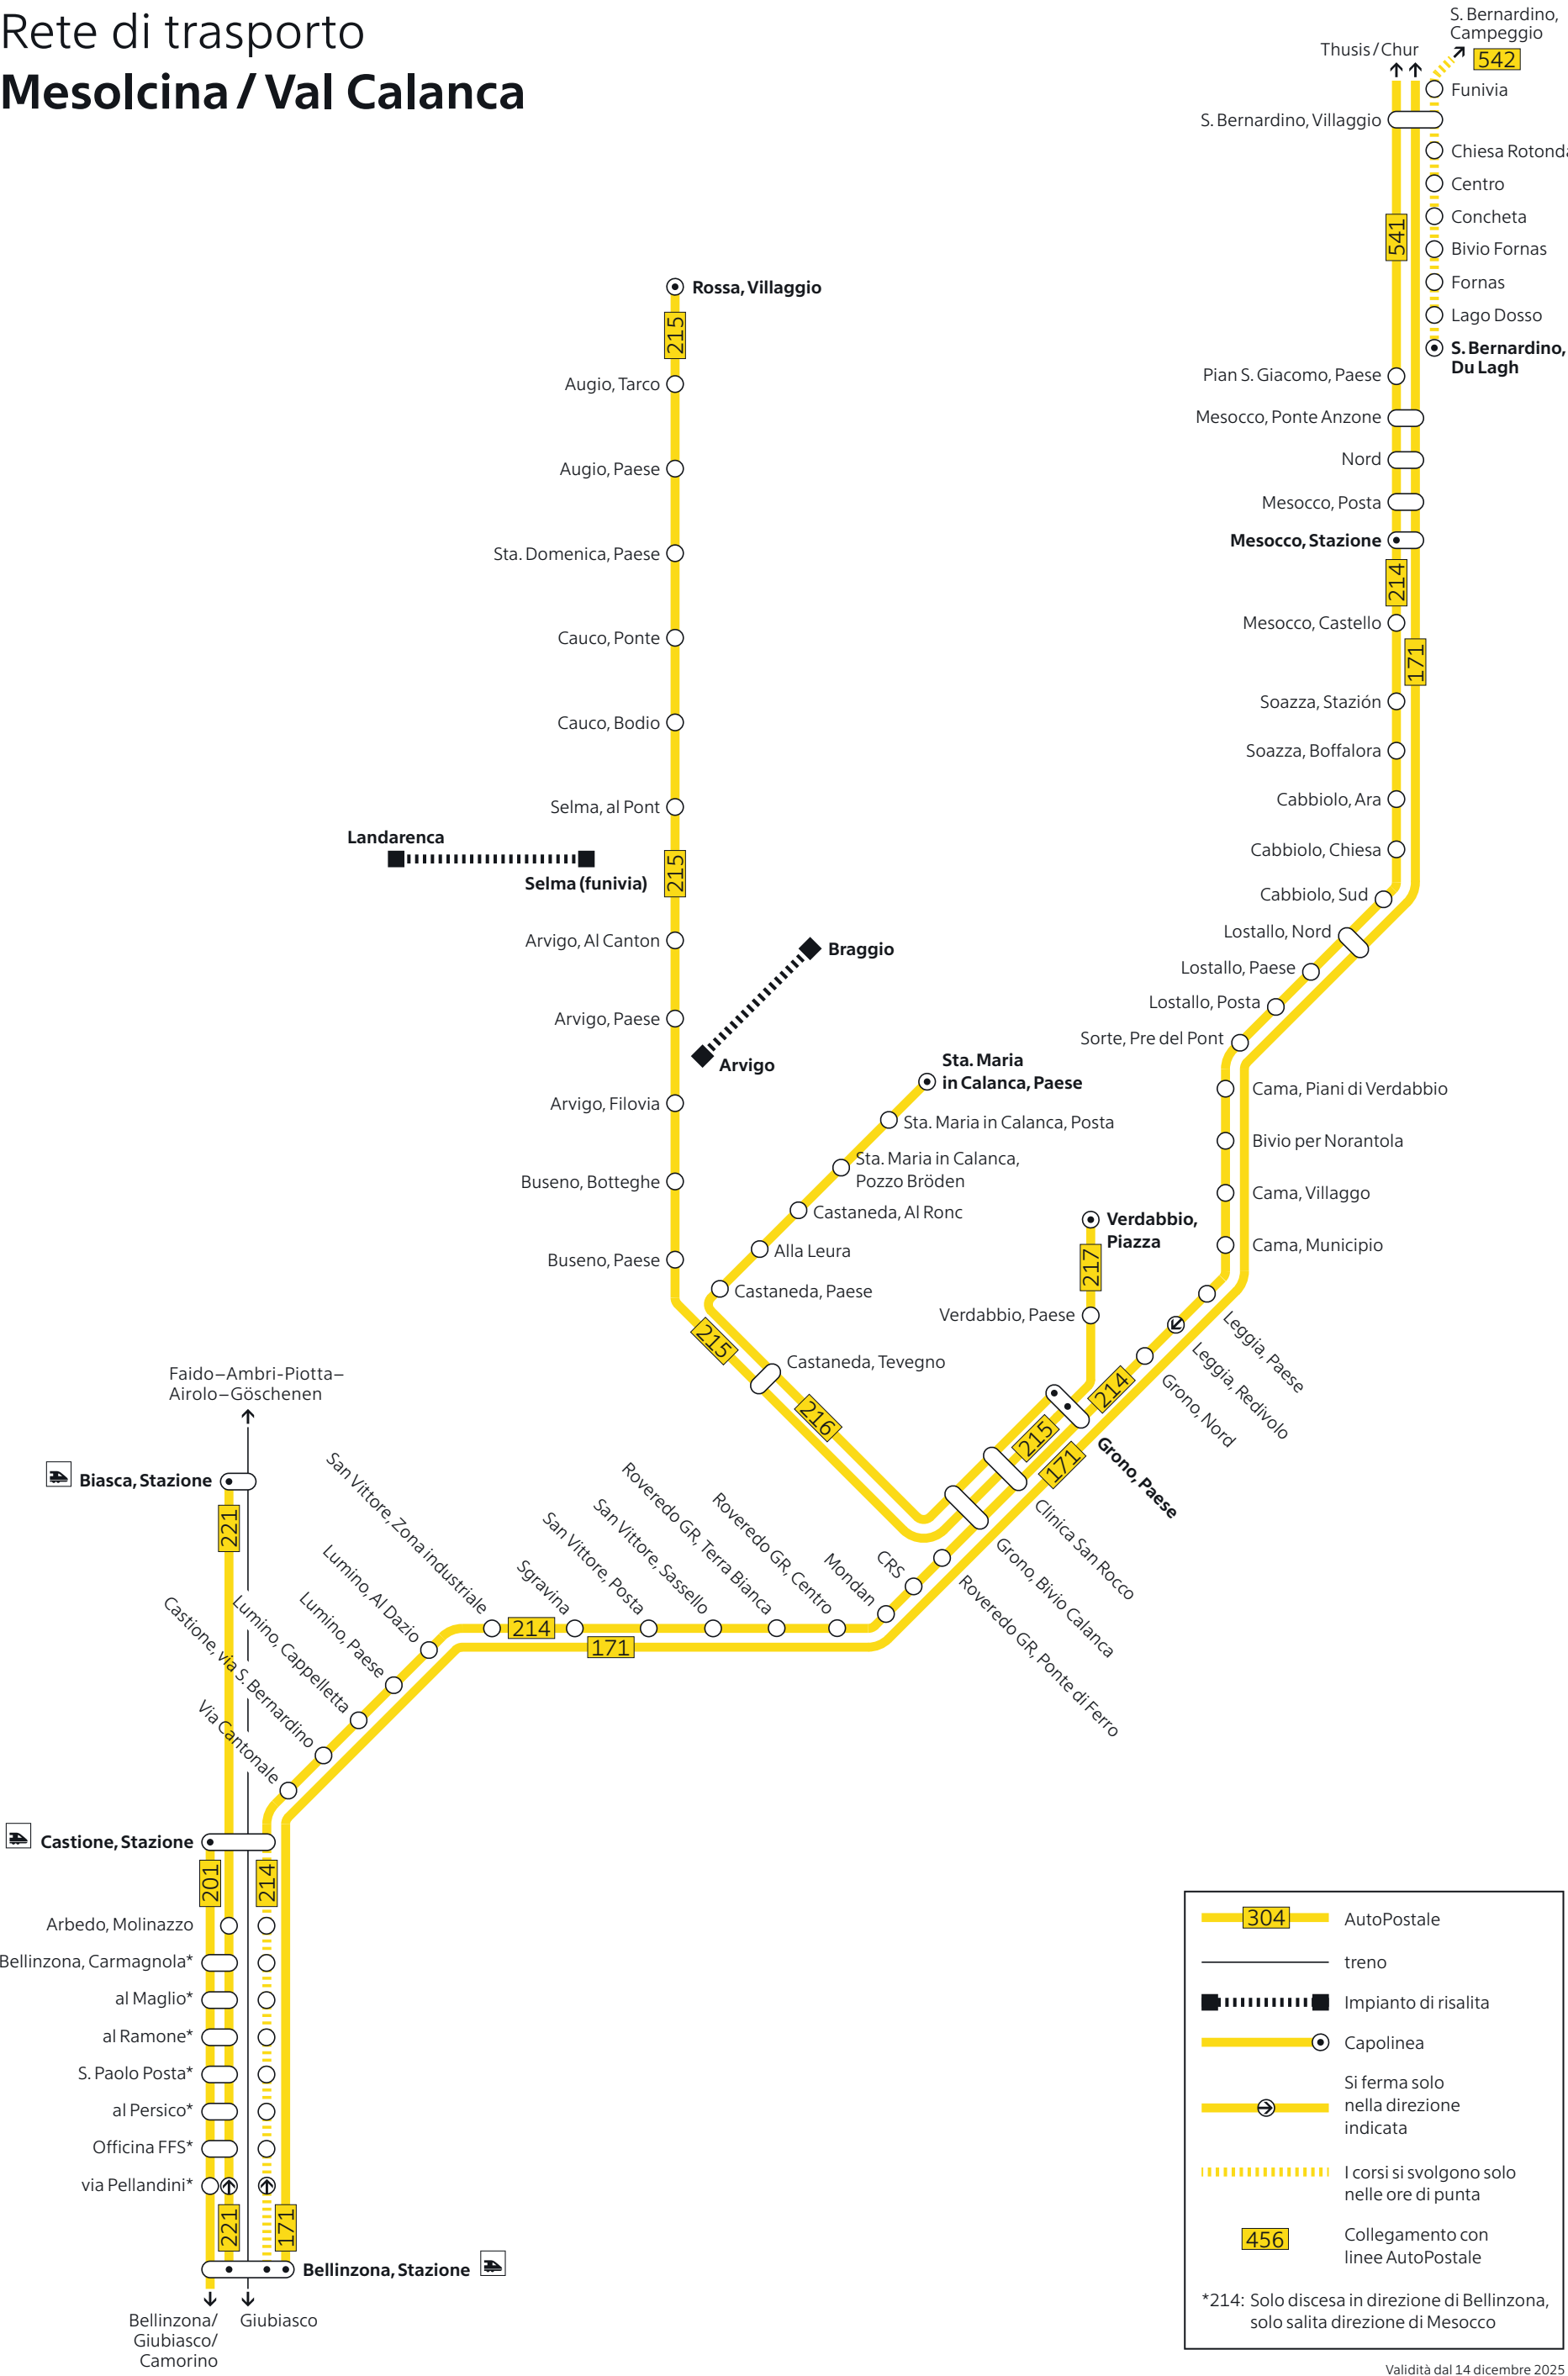 Rete di trasporto
Mesolcina / Val Calanca
S. Bernardino,
Campeggio
542
Thusis / Chur
Funivia
S. Bernardino, Villaggio
Chiesa Rotonda
Centro
Concheta
541
Bivio Fornas
Fornas
Lago Dosso
S. Bernardino,
Du Lagh
Pian S. Giacomo, Paese
Mesocco, Ponte Anzone
Nord
Mesocco, Posta
Mesocco, Stazione
214
Mesocco, Castello
171
Soazza, Stazión
Soazza, Boffalora
Cabbiolo, Ara
Cabbiolo, Chiesa
Cabbiolo, Sud
Lostallo, Nord
Lostallo, Paese
Lostallo, Posta
Sorte, Pre del Pont
Cama, Piani di Verdabbio
Bivio per Norantola
Cama, Villaggo
Cama, Municipio
Leggia, Paese
Leggia, Redivolo
Grono, Nord
214
Rossa, Villaggio
215
Augio, Tarco
Augio, Paese
Sta. Domenica, Paese
Cauco, Ponte
Cauco, Bodio
Selma, al Pont
Landarenca
Selma (funivia)
215
Arvigo, Al Canton
Braggio
Arvigo, Paese
Arvigo
Arvigo, Filovia
Buseno, Botteghe
Buseno, Paese
Sta. Maria
in Calanca, Paese
Sta. Maria in Calanca, Posta
Sta. Maria in Calanca,
Pozzo Bröden
Castaneda, Al Ronc
Alla Leura
Castaneda, Paese
215
Castaneda, Tevegno
216
Verdabbio,
Piazza
217
Verdabbio, Paese
Grono, Paese
215
171
Clinica San Rocco
Grono, Bivio Calanca
Roveredo GR, Ponte di Ferro
CRS
Mondan
Roveredo GR, Centro
Roveredo GR, Terra Bianca
San Vittore, Sassello
San Vittore, Posta
Sgravina
San Vittore, Zona industriale
214
171
Lumino, Al Dazio
Lumino, Paese
Lumino, Cappelletta
Castione, via S. Bernardino
Via Cantonale
Faido–Ambri-Piotta–
Airolo–Göschenen
Biasca, Stazione
221
Castione, Stazione
201
214
Arbedo, Molinazzo
Bellinzona, Carmagnola*
al Maglio*
al Ramone*
S. Paolo Posta*
al Persico*
Officina FFS*
via Pellandini*
221
171
Bellinzona, Stazione
Bellinzona/
Giubiasco/
Camorino
Giubiasco
304
AutoPostale
treno
Impianto di risalita
Capolinea
Si ferma solo
nella direzione
indicata
I corsi si svolgono solo
nelle ore di punta
456
Collegamento con
linee AutoPostale
*214: Solo discesa in direzione di Bellinzona,
solo salita direzione di Mesocco
Validità dal 14 dicembre 2025